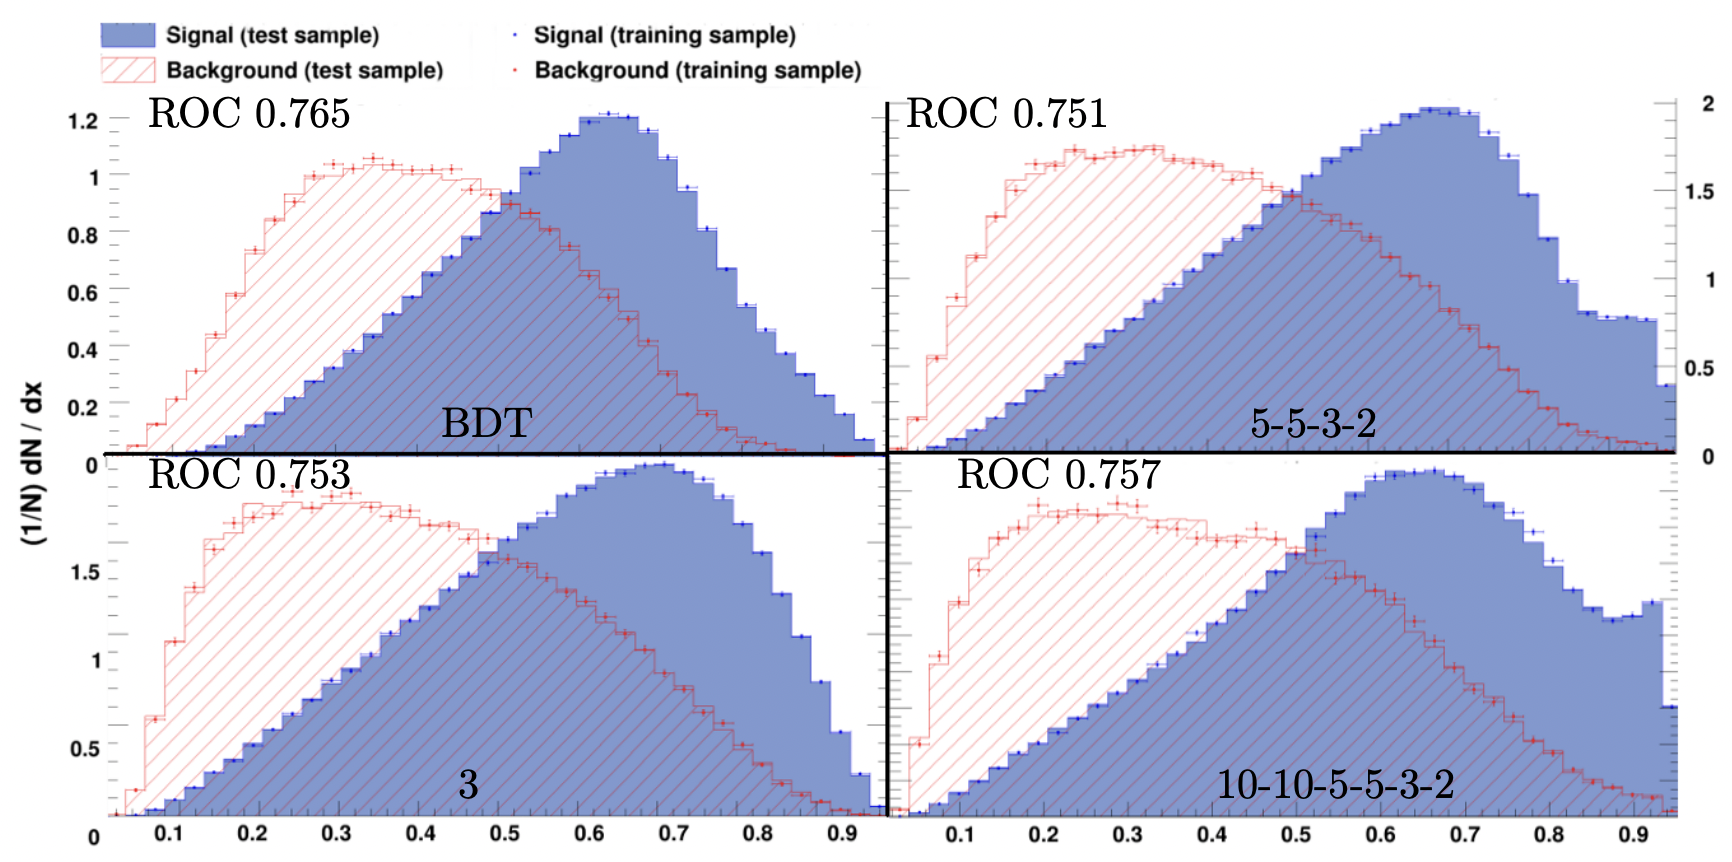 Signal (test sample)
Signal (training sample)
Background (test sample)
Background (training sample)
ROC 0.765
ROC 0.751
1.2
1
0.8
0.6
0.4
0.2
0
BDT
5-5-3-2
2
1.5
1
0.5
0
(1/N) dN / dx
ROC 0.753
ROC 0.757
1.5
1
0.5
0
3
10-10-5-5-3-2
0.1 0.2 0.3 0.4 0.5 0.6 0.7 0.8 0.9
0.1 0.2 0.3 0.4 0.5 0.6 0.7 0.8 0.9